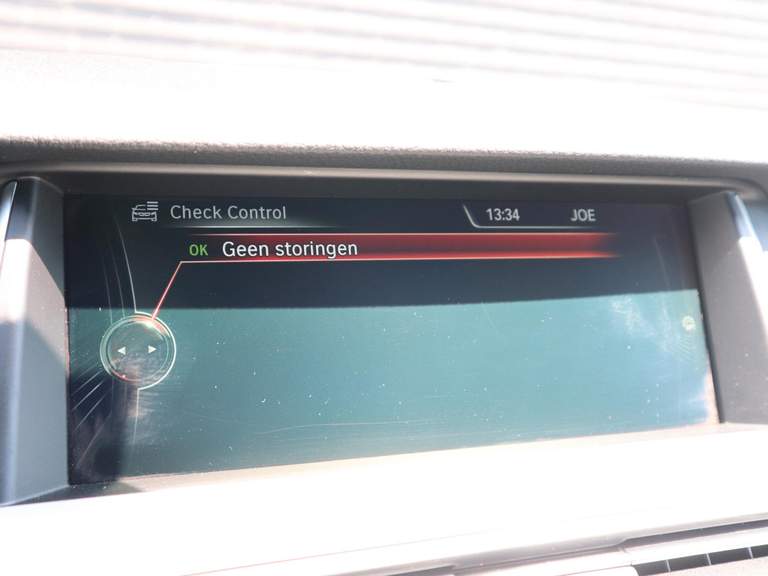 Check Control 13:34 JOE
OK Geen storingen